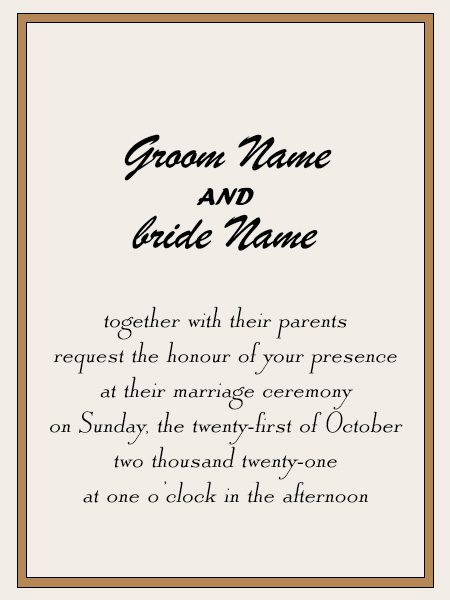 Groom Name
AND
bride Name
together with their parents
request the honour of your presence
at their marriage ceremony
on Sunday, the twenty-first of October
two thousand twenty-one
at one o'clock in the afternoon